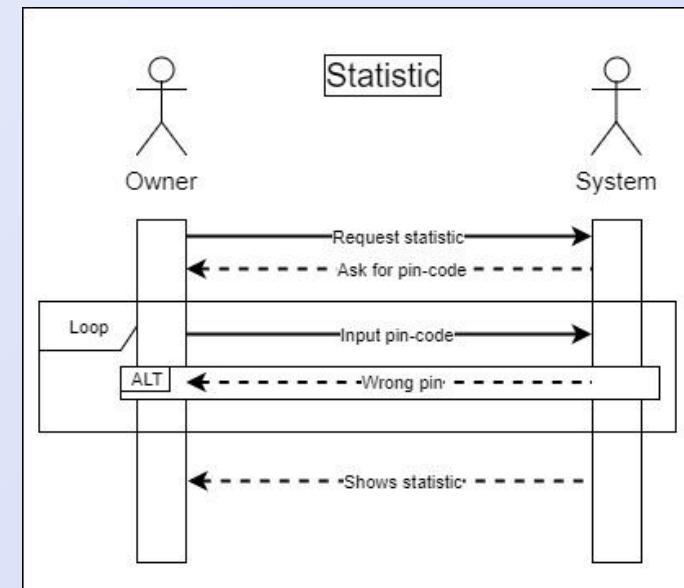 Statistic
Owner
System
Request statistic
Ask for pin-code
Loop
Input pin-code
ALT
Wrong pin
Shows statistic